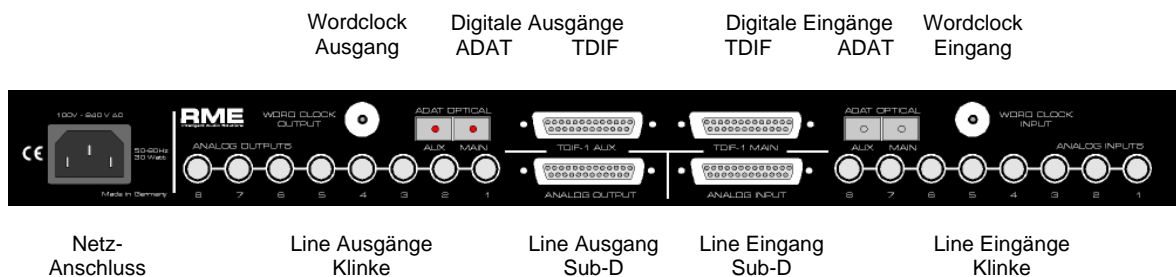 Wordclock Ausgang
Digitale Ausgänge
ADAT TDIF
Digitale Eingänge
TDIF ADAT
Wordclock Eingang
100V - 240 V AC
50-60Hz
30 Watt
CE
Made in Germany
RME
Intelligent Audio Solutions
WORD CLOCK
OUTPUT
ADAT OPTICAL
AUX MAIN
ANALOG OUTPUTS
8 7 6 5 4 3 2 1
TDIF-1 AUX
ANALOG OUTPUT
TDIF-1 MAIN
ANALOG INPUT
ADAT OPTICAL
AUX MAIN
WORD CLOCK
INPUT
ANALOG INPUTS
8 7 6 5 4 3 2 1
Netz-
Anschluss
Line Ausgänge
Klinke
Line Ausgang
Sub-D
Line Eingang
Sub-D
Line Eingänge
Klinke